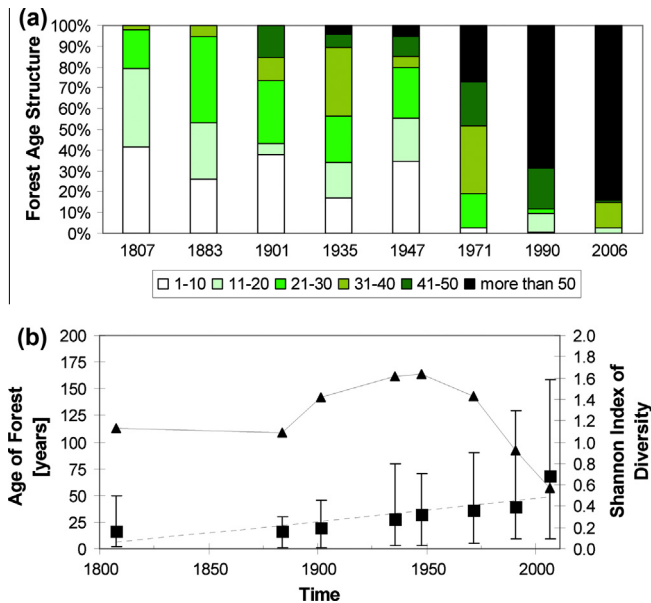 (a)
Forest Age Structure
100%
90%
80%
70%
60%
50%
40%
30%
20%
10%
0%
1807 1883 1901 1935 1947 1971 1990 2006
1-10 11-20 21-30 31-40 41-50 more than 50
(b)
Age of Forest
[years]
200
175
150
125
100
75
50
25
0
2.0
1.8
1.6
1.4
1.2
1.0
0.8
0.6
0.4
0.2
0.0
Shannon Index of
Diversity
1800 1850 1900 1950 2000
Time